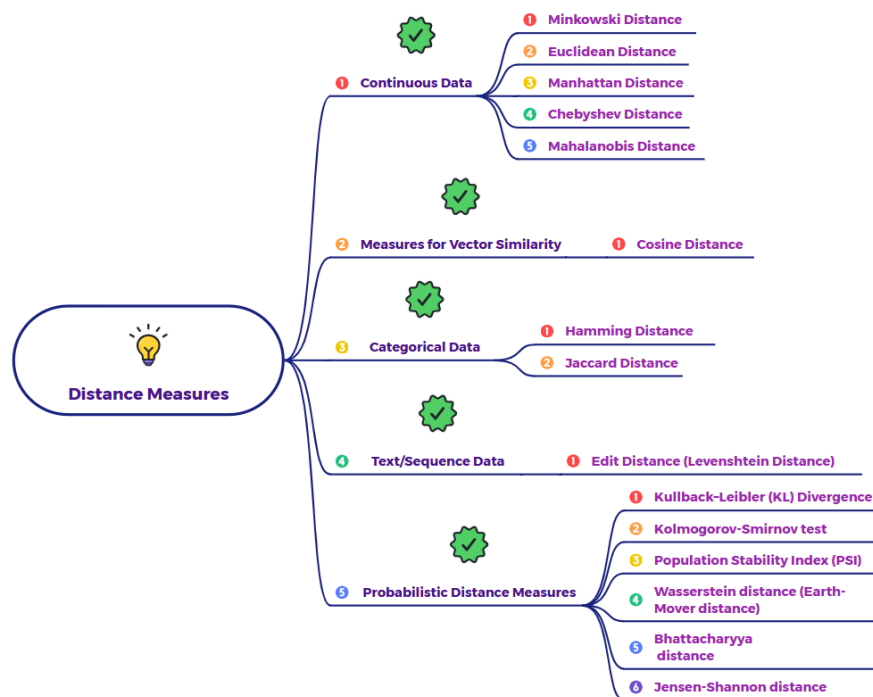 Distance Measures
1 Continuous Data
1 Minkowski Distance
2 Euclidean Distance
3 Manhattan Distance
4 Chebyshev Distance
5 Mahalanobis Distance
2 Measures for Vector Similarity
1 Cosine Distance
3 Categorical Data
1 Hamming Distance
2 Jaccard Distance
4 Text/Sequence Data
1 Edit Distance (Levenshtein Distance)
5 Probabilistic Distance Measures
1 Kullback-Leibler (KL) Divergence
2 Kolmogorov-Smirnov test
3 Population Stability Index (PSI)
4 Wasserstein distance (Earth-
Mover distance)
5 Bhattacharyya
distance
6 Jensen-Shannon distance